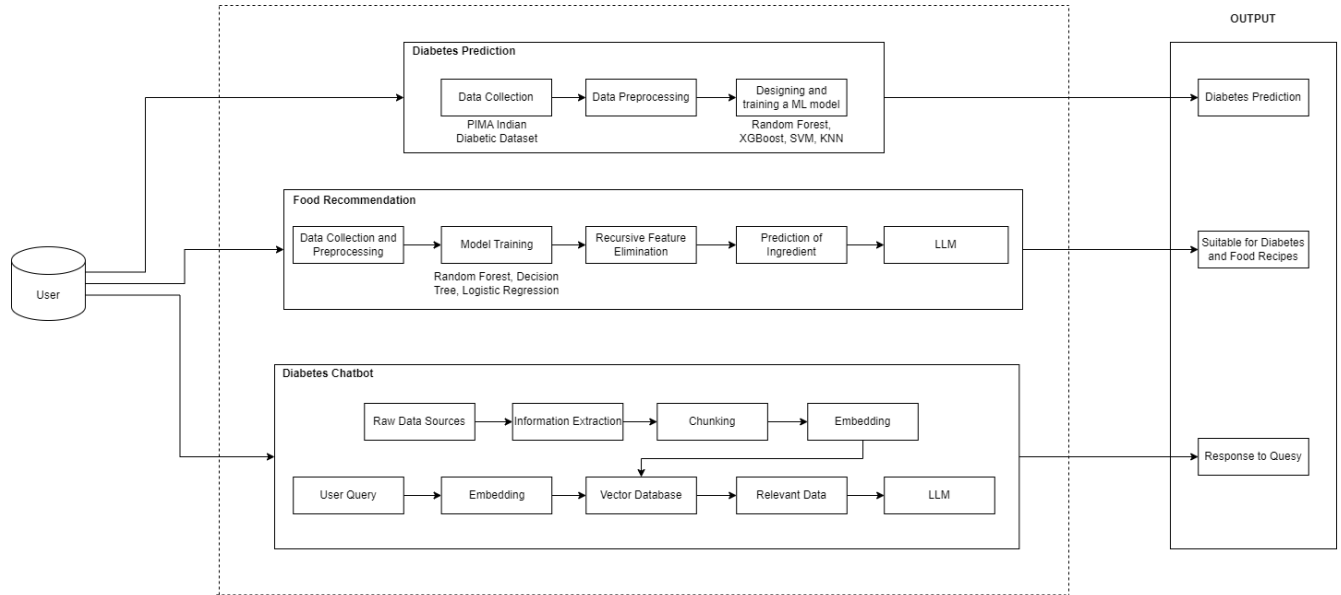 OUTPUT
Diabetes Prediction
Data Collection
Data Preprocessing
Designing and
training a ML model
PIMA Indian
Diabetic Dataset
Random Forest,
XGBoost, SVM, KNN
Diabetes Prediction
Food Recommendation
Data Collection and
Preprocessing
Model Training
Recursive Feature
Elimination
Prediction of
Ingredient
LLM
Random Forest, Decision
Tree, Logistic Regression
Suitable for Diabetes
and Food Recipes
User
Diabetes Chatbot
Raw Data Sources
Information Extraction
Chunking
Embedding
User Query
Embedding
Vector Database
Relevant Data
LLM
Response to Quesy